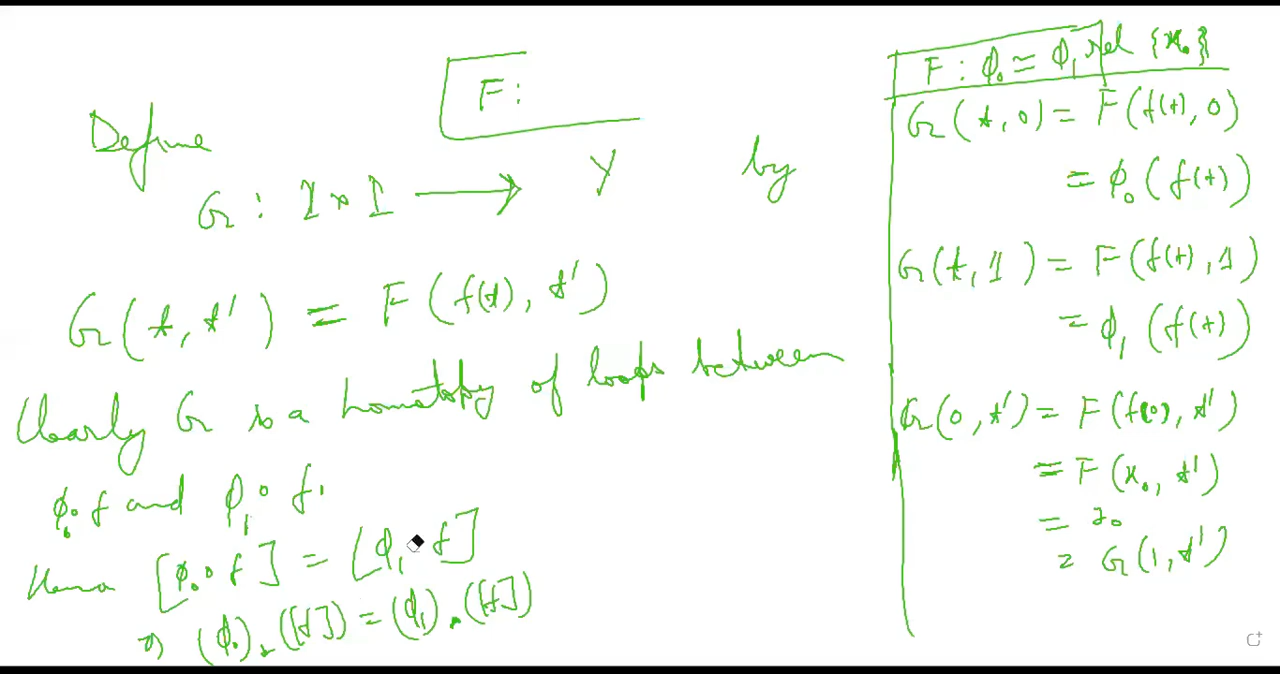 F :
Define
G : I × I ⟶ Y by
G(t, t') = F(f(t), t')
Clearly G is a homotopy of loops between
ϕ₀∘f and ϕ₁∘f.
Hence [ϕ₀∘f] = [ϕ₁∘f]
⇒ (ϕ₀)*([f]) = (ϕ₁)*([f])
F : ϕ₀ ≃ ϕ₁ rel {x₀}
G(t, 0) = F(f(t), 0)
= ϕ₀(f(t))
G(t, 1) = F(f(t), 1)
= ϕ₁(f(t))
G(0, t') = F(f(0), t')
= F(x₀, t')
= y₀
= G(1, t')